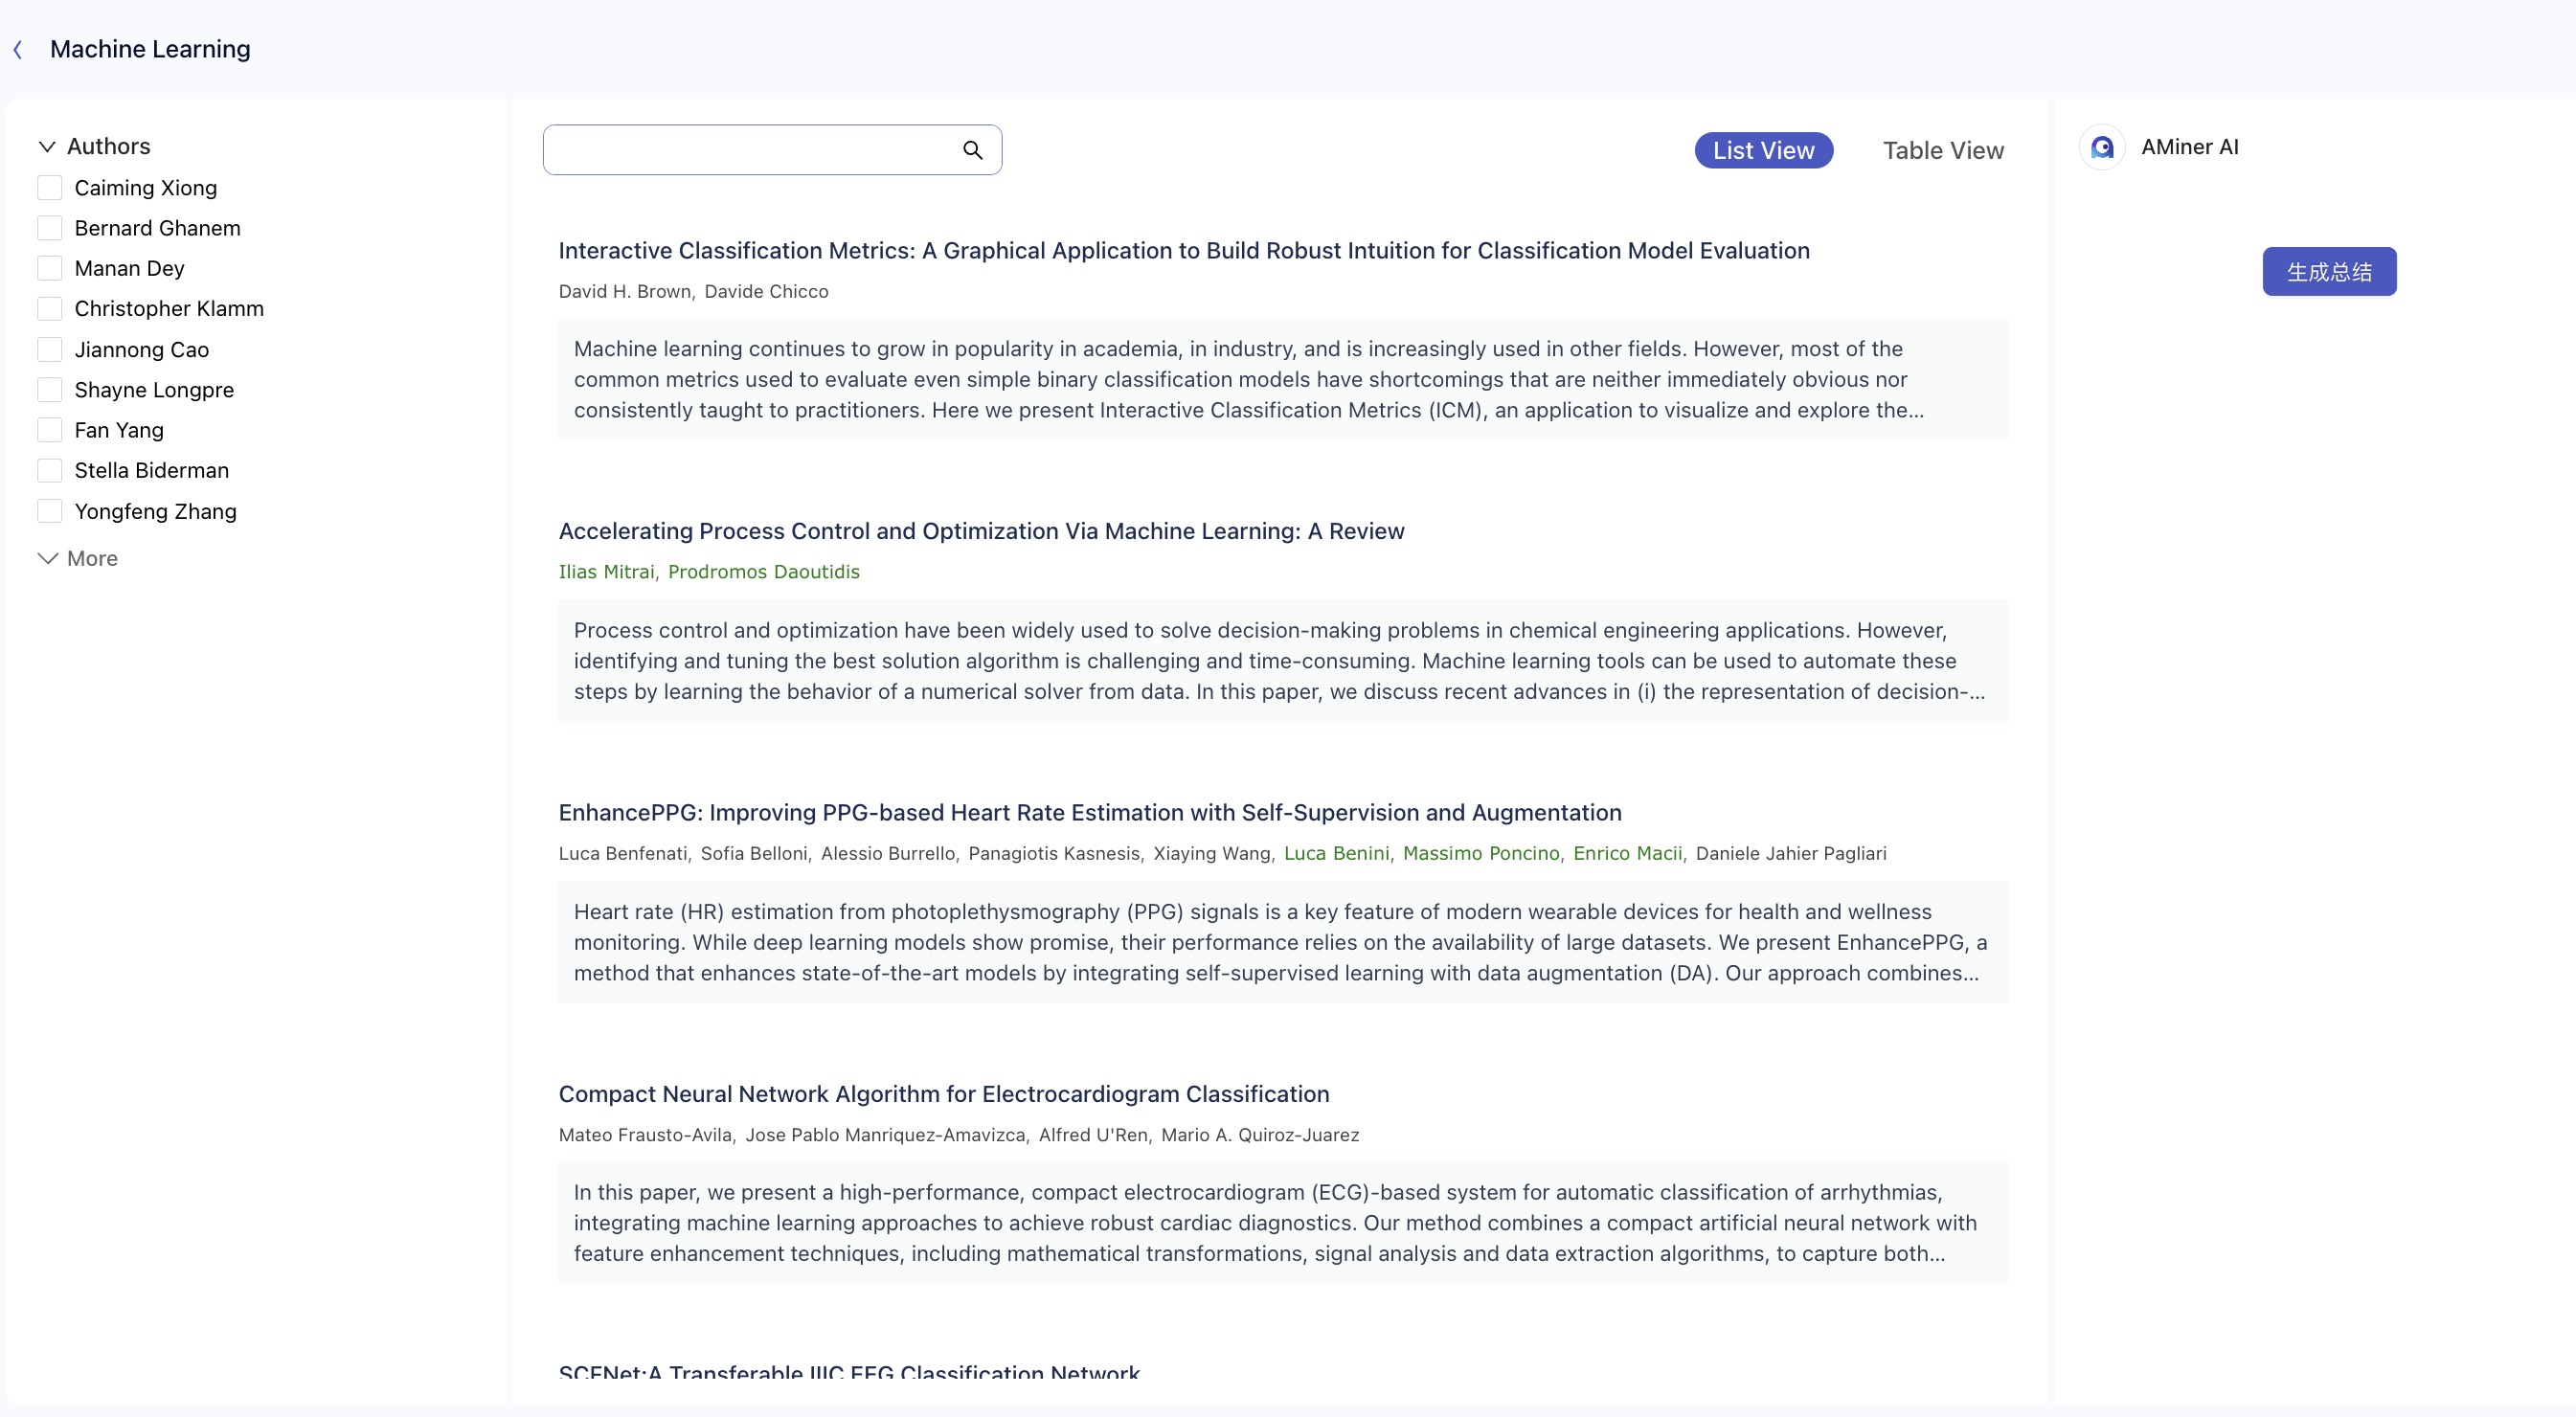 Machine Learning
Authors
Caiming Xiong
Bernard Ghanem
Manan Dey
Christopher Klamm
Jiannong Cao
Shayne Longpre
Fan Yang
Stella Biderman
Yongfeng Zhang
More
List View
Table View
Interactive Classification Metrics: A Graphical Application to Build Robust Intuition for Classification Model Evaluation
David H. Brown, Davide Chicco
Machine learning continues to grow in popularity in academia, in industry, and is increasingly used in other fields. However, most of the
common metrics used to evaluate even simple binary classification models have shortcomings that are neither immediately obvious nor
consistently taught to practitioners. Here we present Interactive Classification Metrics (ICM), an application to visualize and explore the...
Accelerating Process Control and Optimization Via Machine Learning: A Review
Ilias Mitrai, Prodromos Daoutidis
Process control and optimization have been widely used to solve decision-making problems in chemical engineering applications. However,
identifying and tuning the best solution algorithm is challenging and time-consuming. Machine learning tools can be used to automate these
steps by learning the behavior of a numerical solver from data. In this paper, we discuss recent advances in (i) the representation of decision-...
EnhancePPG: Improving PPG-based Heart Rate Estimation with Self-Supervision and Augmentation
Luca Benfenati, Sofia Belloni, Alessio Burrello, Panagiotis Kasnesis, Xiaying Wang, Luca Benini, Massimo Poncino, Enrico Macii, Daniele Jahier Pagliari
Heart rate (HR) estimation from photoplethysmography (PPG) signals is a key feature of modern wearable devices for health and wellness
monitoring. While deep learning models show promise, their performance relies on the availability of large datasets. We present EnhancePPG, a
method that enhances state-of-the-art models by integrating self-supervised learning with data augmentation (DA). Our approach combines...
Compact Neural Network Algorithm for Electrocardiogram Classification
Mateo Frausto-Avila, Jose Pablo Manriquez-Amavizca, Alfred U'Ren, Mario A. Quiroz-Juarez
In this paper, we present a high-performance, compact electrocardiogram (ECG)-based system for automatic classification of arrhythmias,
integrating machine learning approaches to achieve robust cardiac diagnostics. Our method combines a compact artificial neural network with
feature enhancement techniques, including mathematical transformations, signal analysis and data extraction algorithms, to capture both...
A Transferable IIIC EEG Classification Network
AMiner AI
生成总结